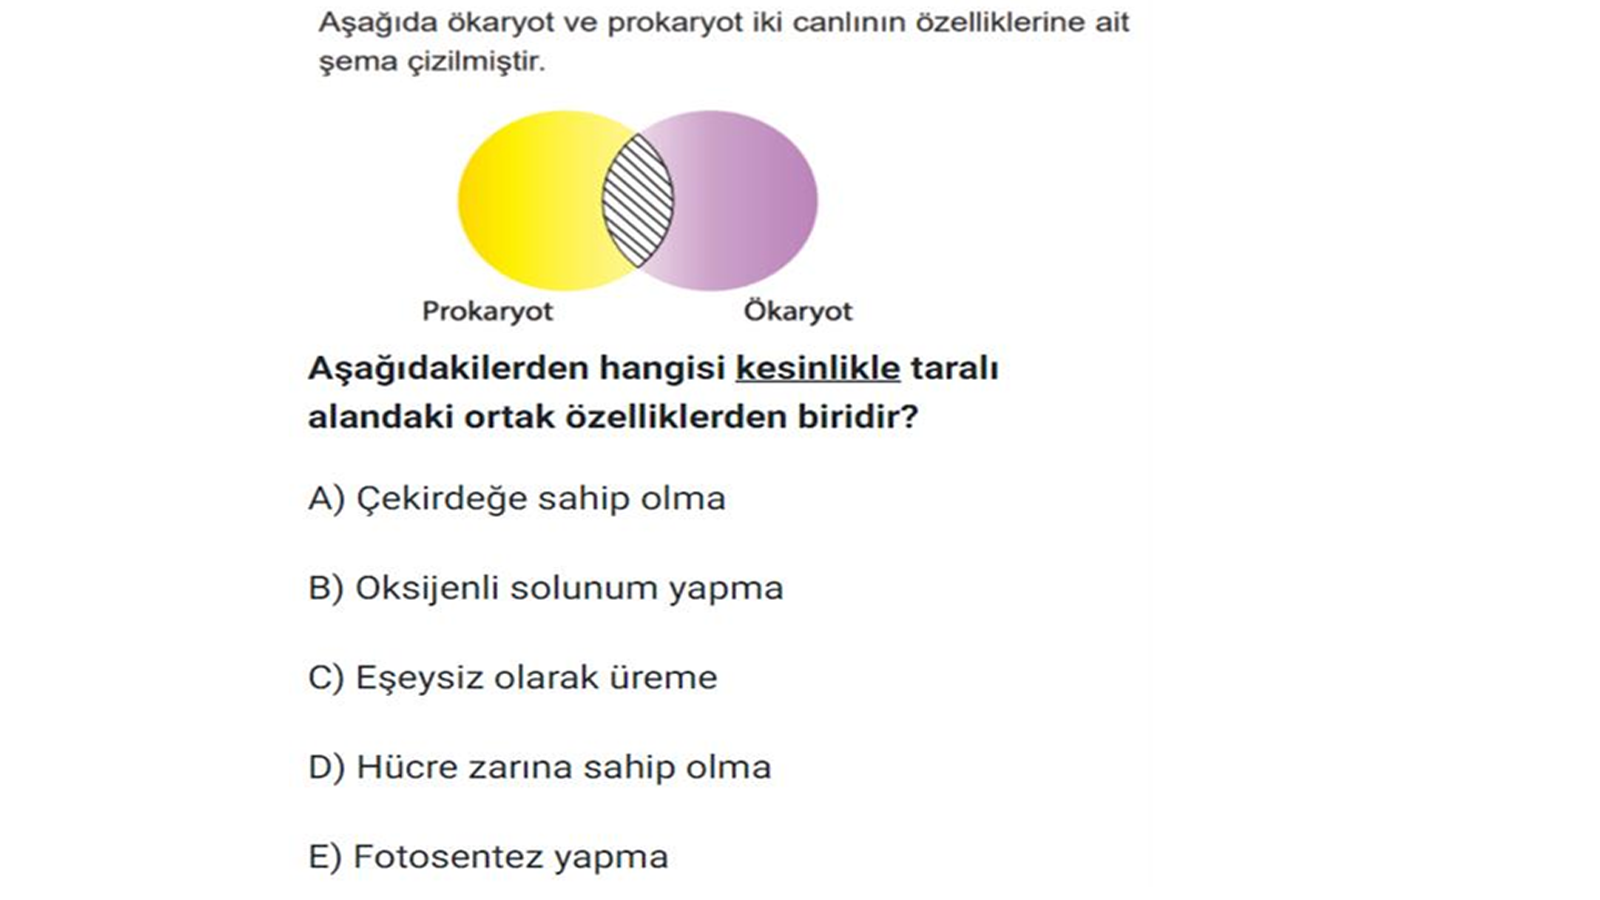 Aşağıda ökaryot ve prokaryot iki canlının özelliklerine ait
şema çizilmiştir.
Prokaryot
Ökaryot
Aşağıdakilerden hangisi kesinlikle taralı
alandaki ortak özelliklerden biridir?
A) Çekirdeğe sahip olma
B) Oksijenli solunum yapma
C) Eşeysiz olarak üreme
D) Hücre zarına sahip olma
E) Fotosentez yapma